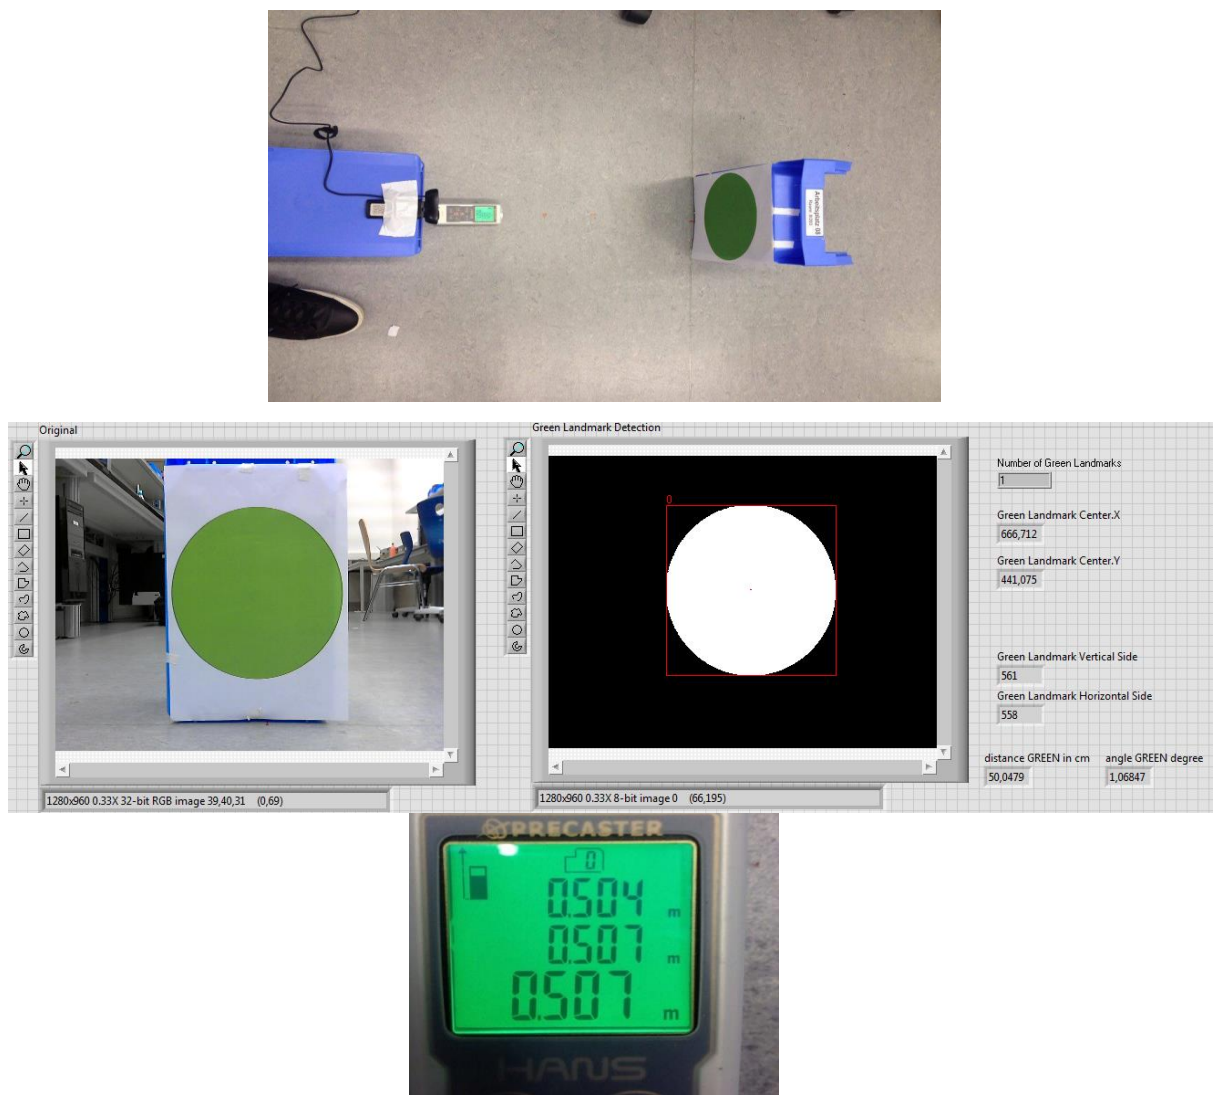 Arbeitsplatz 08
Original
Green Landmark Detection
0
Number of Green Landmarks
1
Green Landmark Center.X
666,712
Green Landmark Center.Y
441,075
Green Landmark Vertical Side
561
Green Landmark Horizontal Side
558
distance GREEN in cm
angle GREEN degree
50,0479
1,06847
1280x960 0.33X 32-bit RGB image 39,40,31 (0,69)
1280x960 0.33X 8-bit image 0 (66,195)
PRECASTER
0
0.504 m
0.507 m
0.507 m
HANS